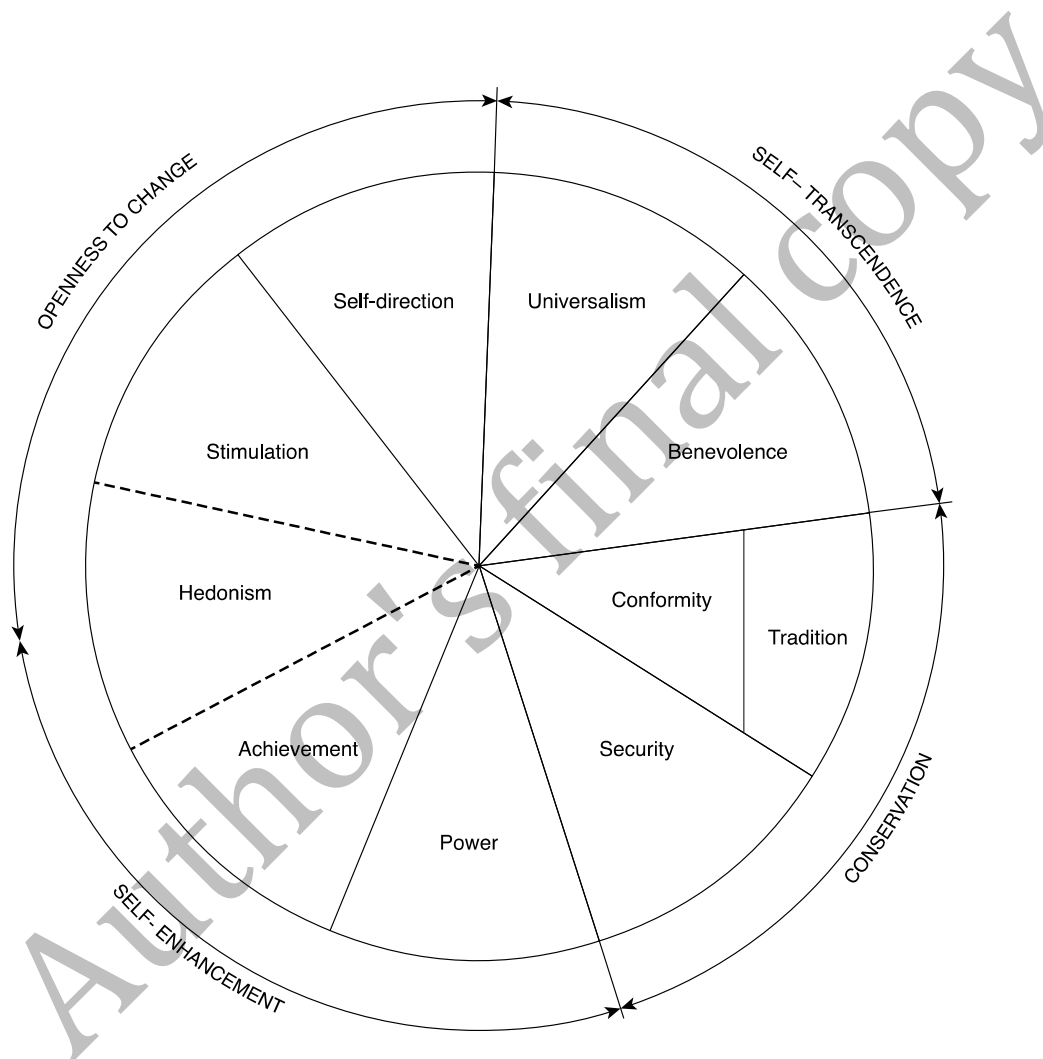 OPENNESS TO CHANGE
SELF– TRANSCENDENCE
Self-direction
Universalism
Stimulation
Benevolence
Hedonism
Conformity
Tradition
Achievement
Security
Power
SELF- ENHANCEMENT
CONSERVATION
Author's final copy